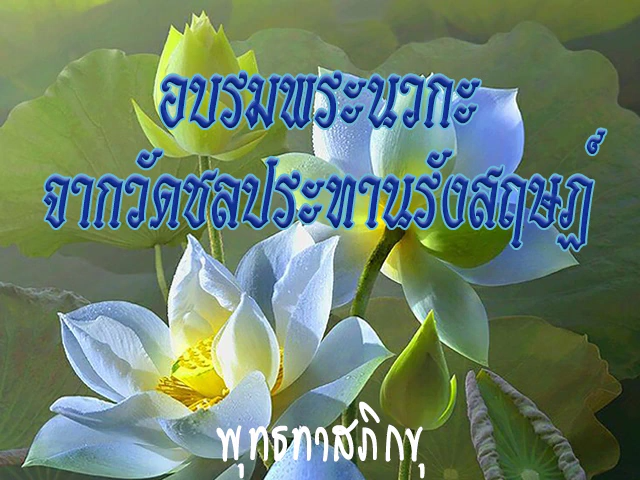 อบรมพระนวกะ
จากวัดชลประทานรังสฤษฏ์
พุทธทาสภิกขุ